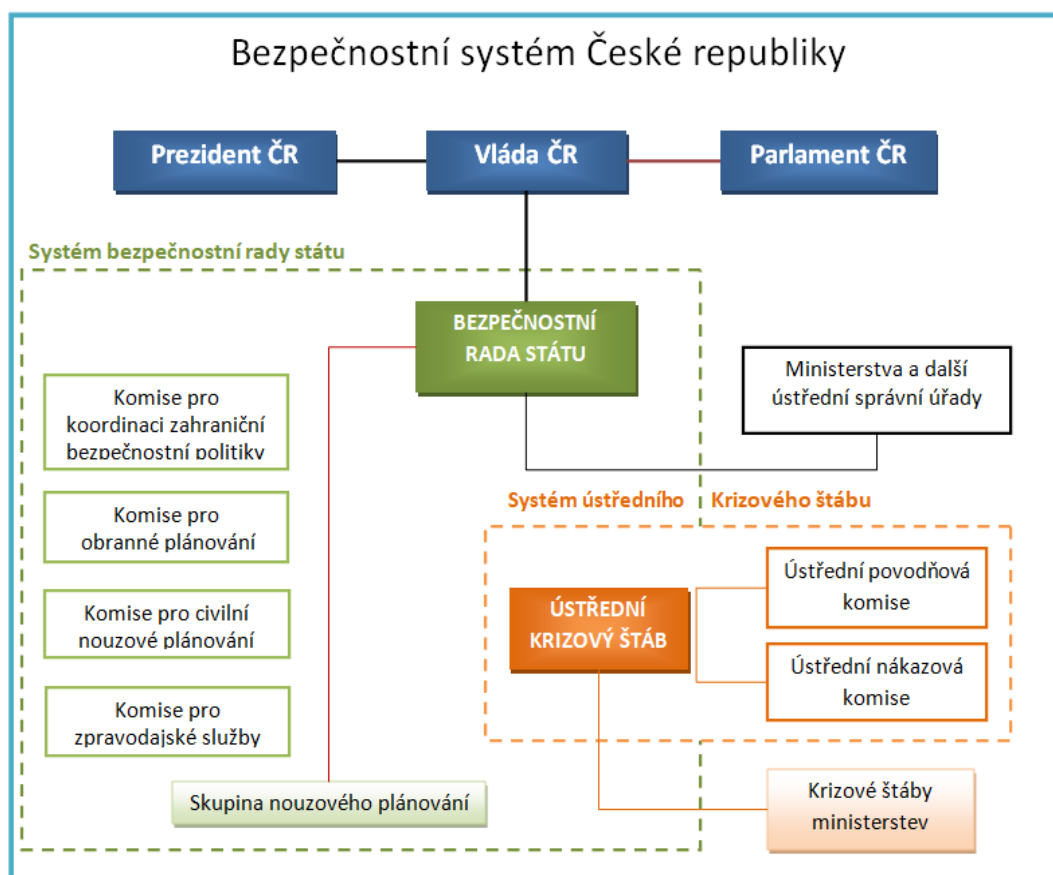 Bezpečnostní systém České republiky
Prezident ČR
Vláda ČR
Parlament ČR
Systém bezpečnostní rady státu
BEZPEČNOSTNÍ
RADA STÁTU
Ministerstva a další
ústřední správní úřady
Komise pro
koordinaci zahraniční
bezpečnostní politiky
Komise pro
obranné plánování
Komise pro civilní
nouzové plánování
Komise pro
zpravodajské služby
Skupina nouzového plánování
Systém ústředního Krizového štábu
ÚSTŘEDNÍ
KRIZOVÝ ŠTÁB
Ústřední povodňová
komise
Ústřední nákazová
komise
Krizové štáby
ministerstev